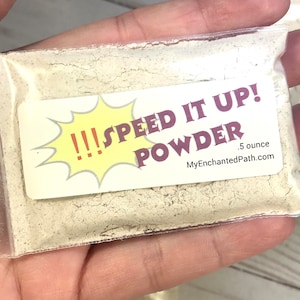 !!!SPEED IT UP!
POWDER
.5 ounce
MyEnchantedPath.com